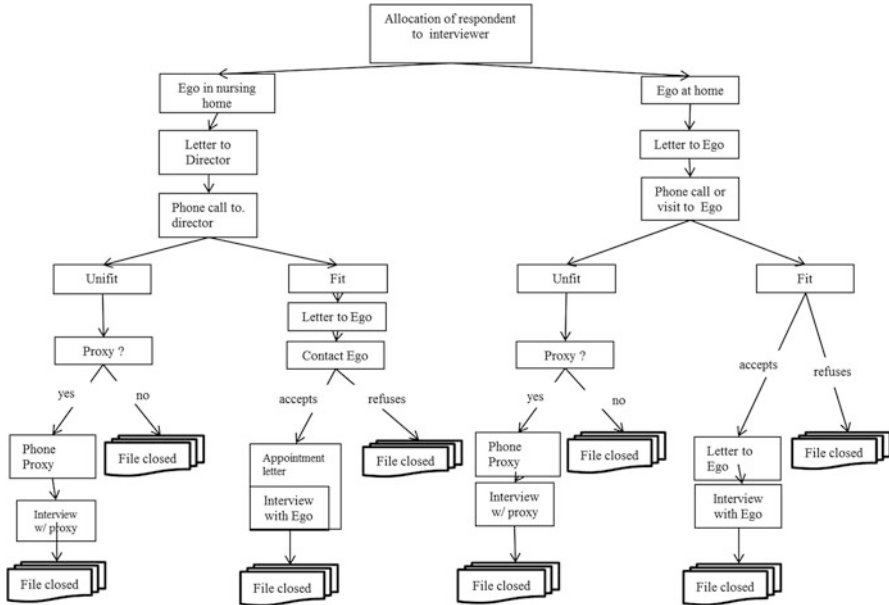 Allocation of respondent
to interviewer
Ego in nursing
home
Ego at home
Letter to
Director
Letter to Ego
Phone call to.
director
Phone call or
visit to Ego
Unifit
Fit
Unfit
Fit
Letter to Ego
Proxy ?
Contact Ego
Proxy ?
accepts
refuses
yes
no
accepts
refuses
yes
no
Phone
Proxy
File closed
Appointment
letter
File closed
Phone
Proxy
File closed
Letter to
Ego
File closed
Interview
w/ proxy
Interview
with Ego
Interview
w/ proxy
Interview
with Ego
File closed
File closed
File closed
File closed